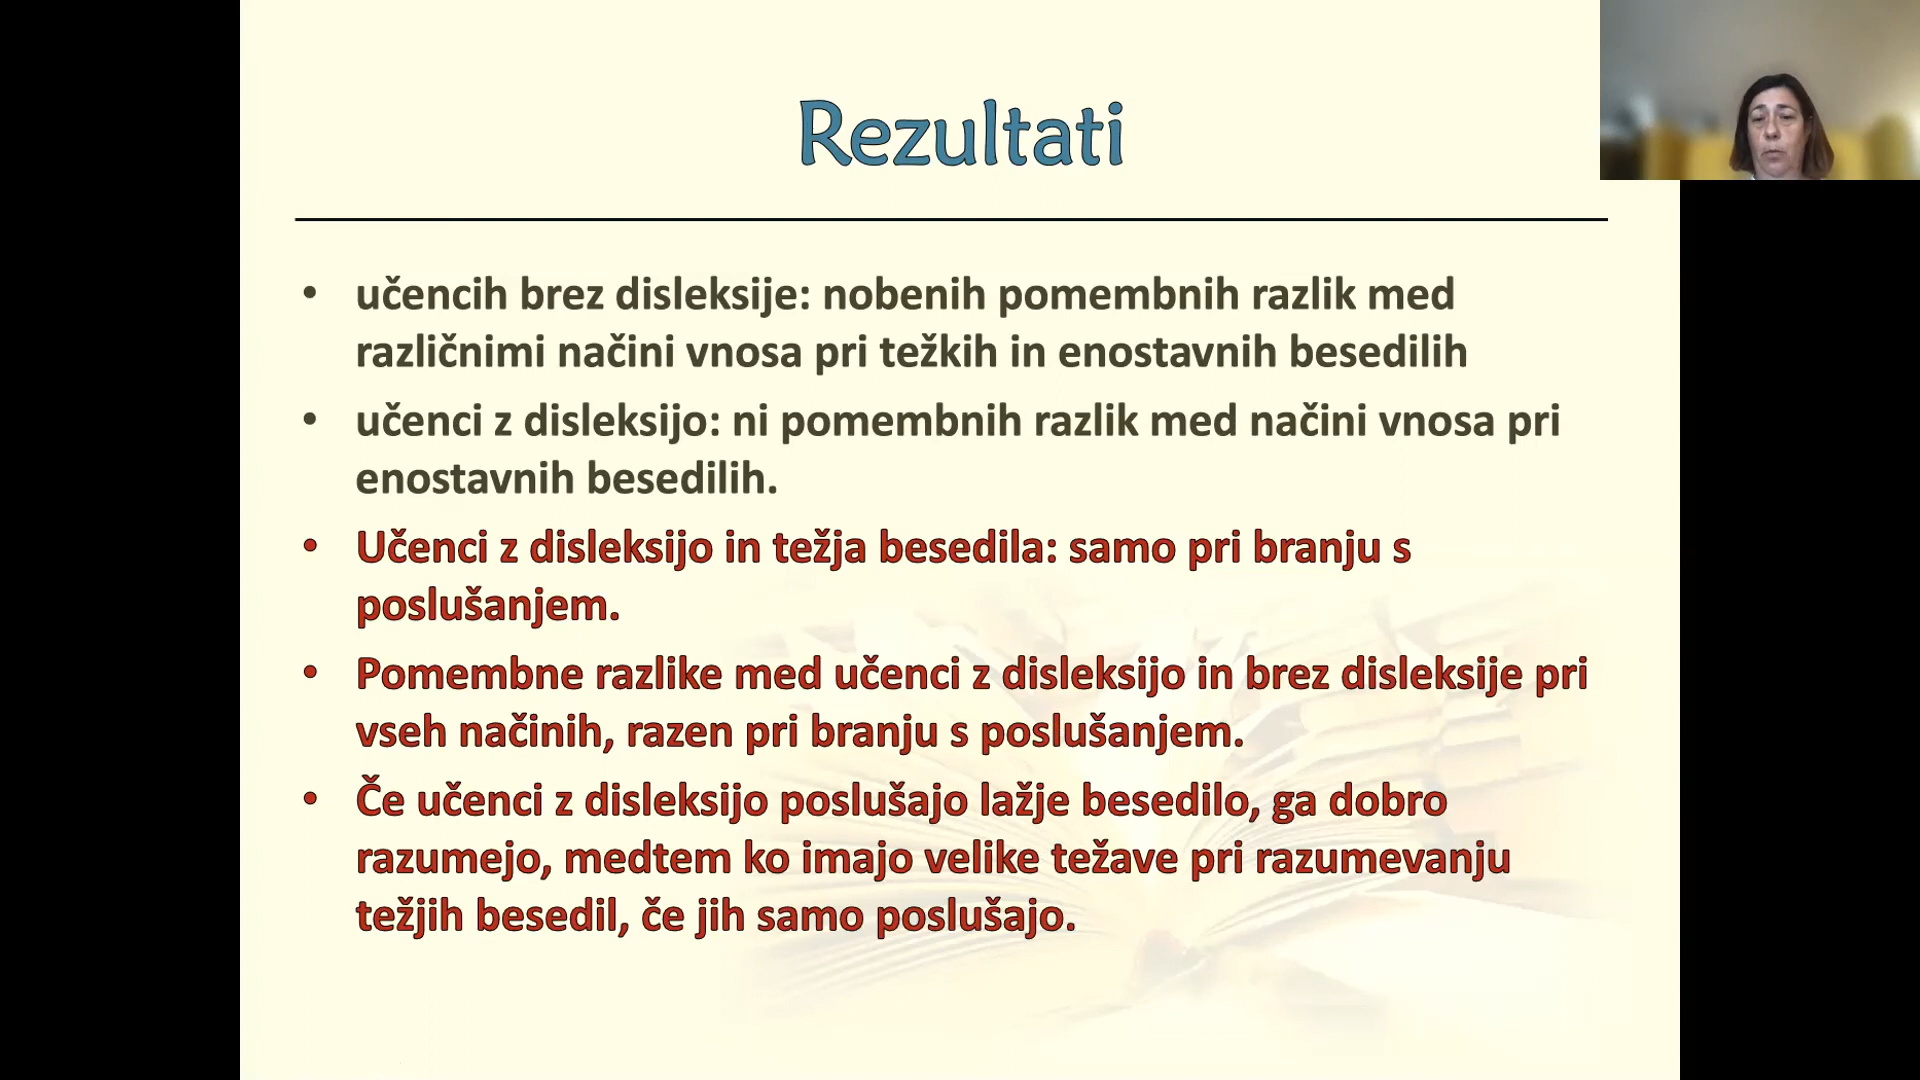 Rezultati
• učencih brez disleksije: nobenih pomembnih razlik med
različnimi načini vnosa pri težkih in enostavnih besedilih
• učenci z disleksijo: ni pomembnih razlik med načini vnosa pri
enostavnih besedilih.
• Učenci z disleksijo in težja besedila: samo pri branju s
poslušanjem.
• Pomembne razlike med učenci z disleksijo in brez disleksije pri
vseh načinih, razen pri branju s poslušanjem.
• Če učenci z disleksijo poslušajo lažje besedilo, ga dobro
razumejo, medtem ko imajo velike težave pri razumevanju
težjih besedil, če jih samo poslušajo.